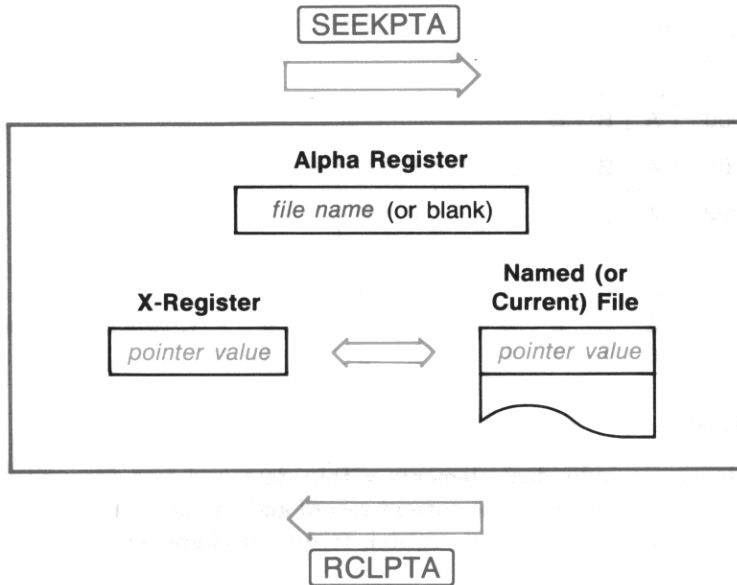 SEEKPTA
Alpha Register
file name (or blank)
X-Register
pointer value
Named (or
Current) File
pointer value
RCLPTA